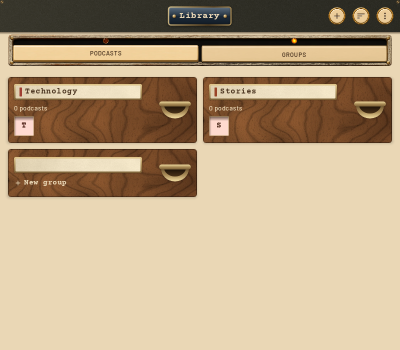 Library
PODCASTS
GROUPS
Technology
0 podcasts
T
Stories
0 podcasts
S
+ New group